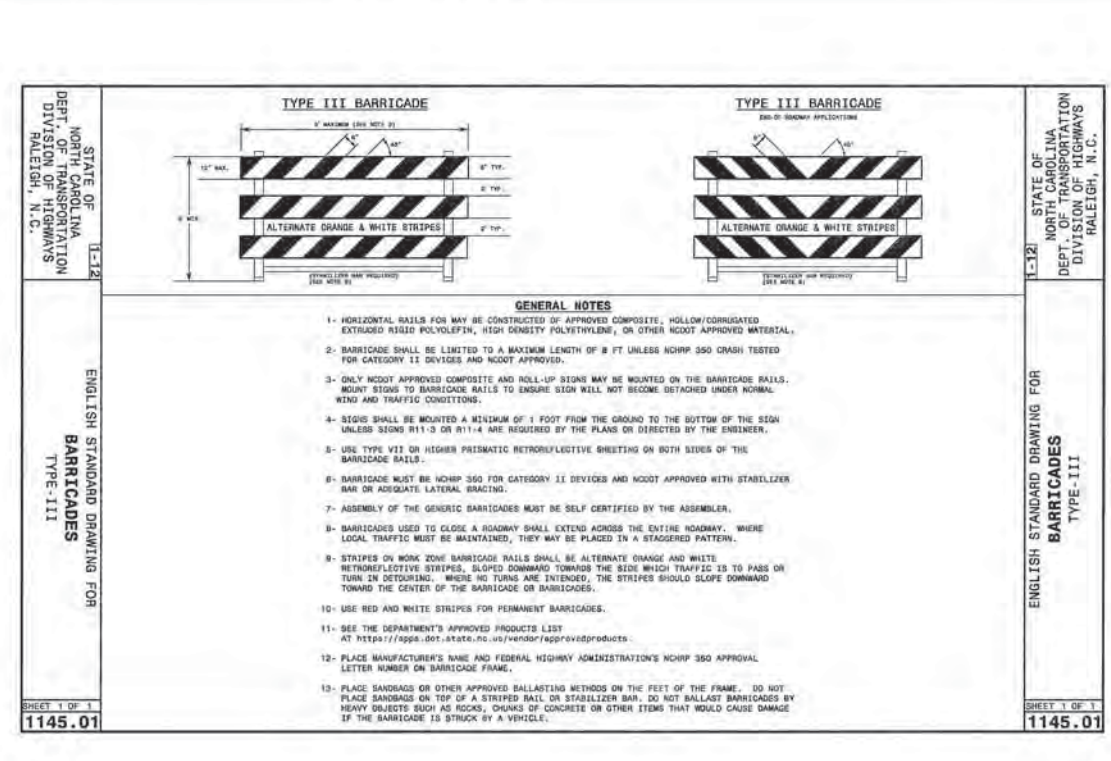 STATE OF
NORTH CAROLINA
DEPT. OF TRANSPORTATION
DIVISION OF HIGHWAYS
RALEIGH, N.C.
1-12
ENGLISH STANDARD DRAWING FOR
BARRICADES
TYPE-III
SHEET 1 OF 1
1145.01
TYPE III BARRICADE
MAXIMUM (SEE NOTE
45°
MAX.
TYP.
TYP.
TYP.
ALTERNATE ORANGE & WHITE STRIPES
(STABILIZER BAR REQUIRED)
TYPE III BARRICADE
END-OF-ROADWAY APPLICATIONS
45°
ALTERNATE ORANGE & WHITE STRIPES
(STABILIZER BAR REQUIRED)
GENERAL NOTES
1- HORIZONTAL RAILS FOR MAY BE CONSTRUCTED OF APPROVED COMPOSITE, HOLLOW/CORRUGATED
EXTRUDED RIGID POLYOLEFIN, HIGH DENSITY POLYETHYLENE, OR OTHER NCDOT APPROVED MATERIAL.
2- BARRICADE SHALL BE LIMITED TO A MAXIMUM LENGTH OF 8 FT UNLESS NCHRP 350 CRASH TESTED
FOR CATEGORY II DEVICES AND NCDOT APPROVED.
3- ONLY NCDOT APPROVED COMPOSITE AND ROLL-UP SIGNS MAY BE MOUNTED ON THE BARRICADE RAILS.
MOUNT SIGNS TO BARRICADE RAILS TO ENSURE SIGN WILL NOT BECOME DETACHED UNDER NORMAL
WIND AND TRAFFIC CONDITIONS.
4- SIGNS SHALL BE MOUNTED A MINIMUM OF 1 FOOT FROM THE GROUND TO THE BOTTOM OF THE SIGN
UNLESS SIGNS R11-3 OR R11-4 ARE REQUIRED BY THE PLANS OR DIRECTED BY THE ENGINEER.
5- USE TYPE VII OR HIGHER PRISMATIC RETROREFLECTIVE SHEETING ON BOTH SIDES OF THE
BARRICADE RAILS.
6- BARRICADE MUST BE NCHRP 350 FOR CATEGORY II DEVICES AND NCDOT APPROVED WITH STABILIZER
BAR OR ADEQUATE LATERAL BRACING.
7- ASSEMBLY OF THE GENERIC BARRICADES MUST BE SELF CERTIFIED BY THE ASSEMBLER.
8- BARRICADES USED TO CLOSE A ROADWAY SHALL EXTEND ACROSS THE ENTIRE ROADWAY. WHERE
LOCAL TRAFFIC MUST BE MAINTAINED, THEY MAY BE PLACED IN A STAGGERED PATTERN.
9- STRIPES ON WORK ZONE BARRICADE RAILS SHALL BE ALTERNATE ORANGE AND WHITE
RETROREFLECTIVE STRIPES, SLOPED DOWNWARD TOWARDS THE SIDE WHICH TRAFFIC IS TO PASS OR
TURN IN DETOURING. WHERE NO TURNS ARE INTENDED, THE STRIPES SHOULD SLOPE DOWNWARD
TOWARD THE CENTER OF THE BARRICADE OR BARRICADES.
10- USE RED AND WHITE STRIPES FOR PERMANENT BARRICADES.
11- SEE THE DEPARTMENT'S APPROVED PRODUCTS LIST
AT https://apps.dot.state.nc.us/vendor/approvedproducts.
12- PLACE MANUFACTURER'S NAME AND FEDERAL HIGHWAY ADMINISTRATION'S NCHRP 350 APPROVAL
LETTER NUMBER ON BARRICADE FRAME.
13- PLACE SANDBAGS OR OTHER APPROVED BALLASTING METHODS ON THE FEET OF THE FRAME. DO NOT
PLACE SANDBAGS ON TOP OF A STRIPED RAIL OR STABILIZER BAR. DO NOT BALLAST BARRICADES BY
HEAVY OBJECTS SUCH AS ROCKS, CHUNKS OF CONCRETE OR OTHER ITEMS THAT WOULD CAUSE DAMAGE
IF THE BARRICADE IS STRUCK BY A VEHICLE.
1-12
STATE OF
NORTH CAROLINA
DEPT. OF TRANSPORTATION
DIVISION OF HIGHWAYS
RALEIGH, N.C.
ENGLISH STANDARD DRAWING FOR
BARRICADES
TYPE-III
SHEET 1 OF 1
1145.01